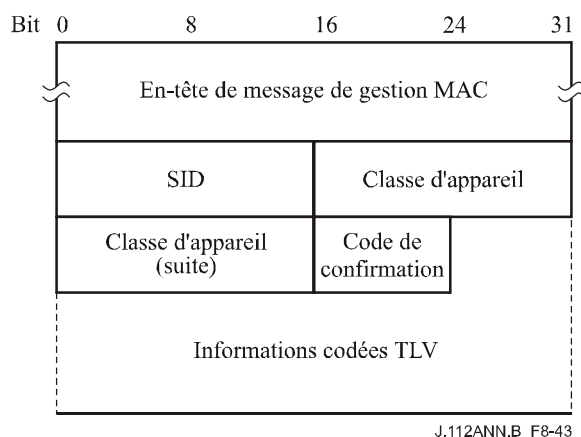 Bit 0 8 16 24 31
En-tête de message de gestion MAC
SID
Classe d'appareil
Classe d'appareil
(suite)
Code de
confirmation
Informations codées TLV
J.112ANN.B F8-43